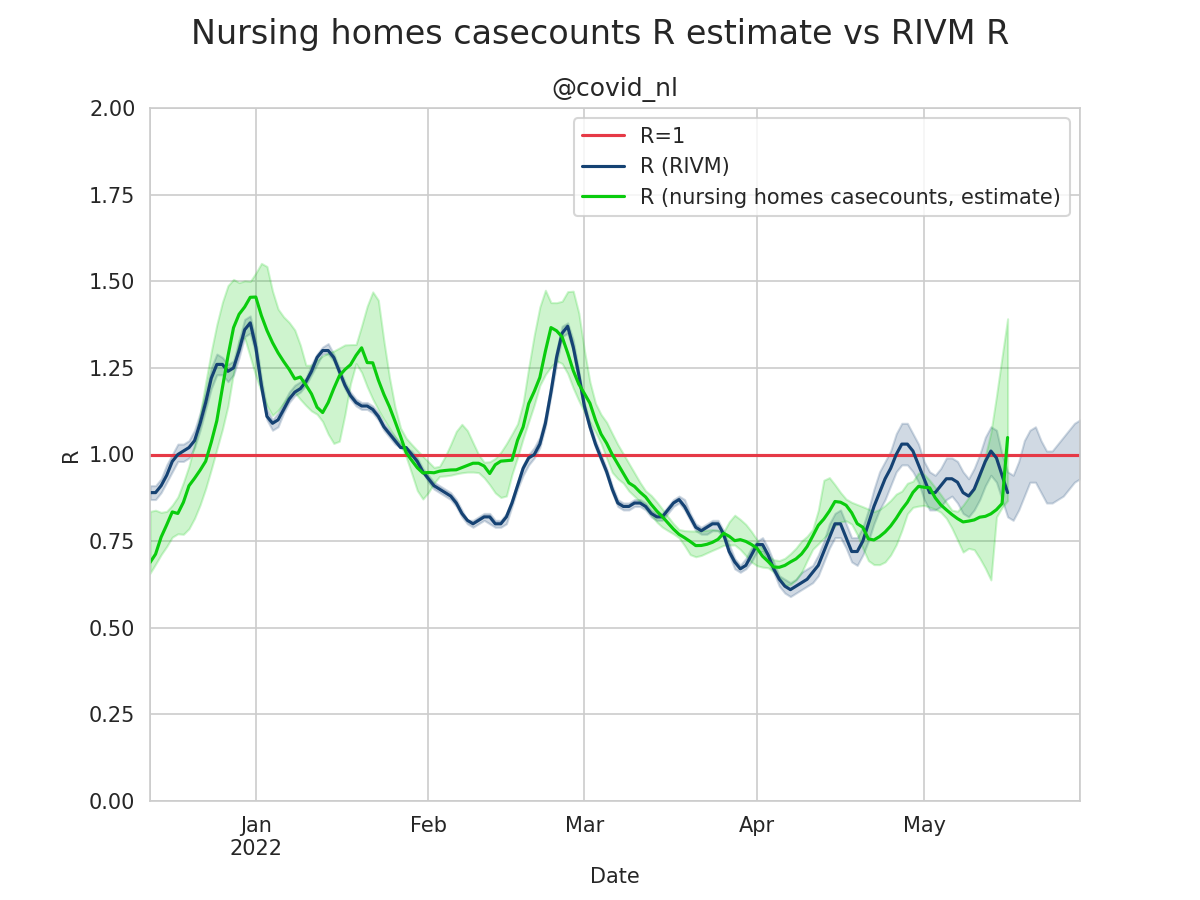 Nursing homes casecounts R estimate vs RIVM R
@covid_nl
R=1
R (RIVM)
R (nursing homes casecounts, estimate)
2.00
1.75
1.50
1.25
1.00
0.75
0.50
0.25
0.00
R
Jan
2022
Feb
Mar
Apr
May
Date